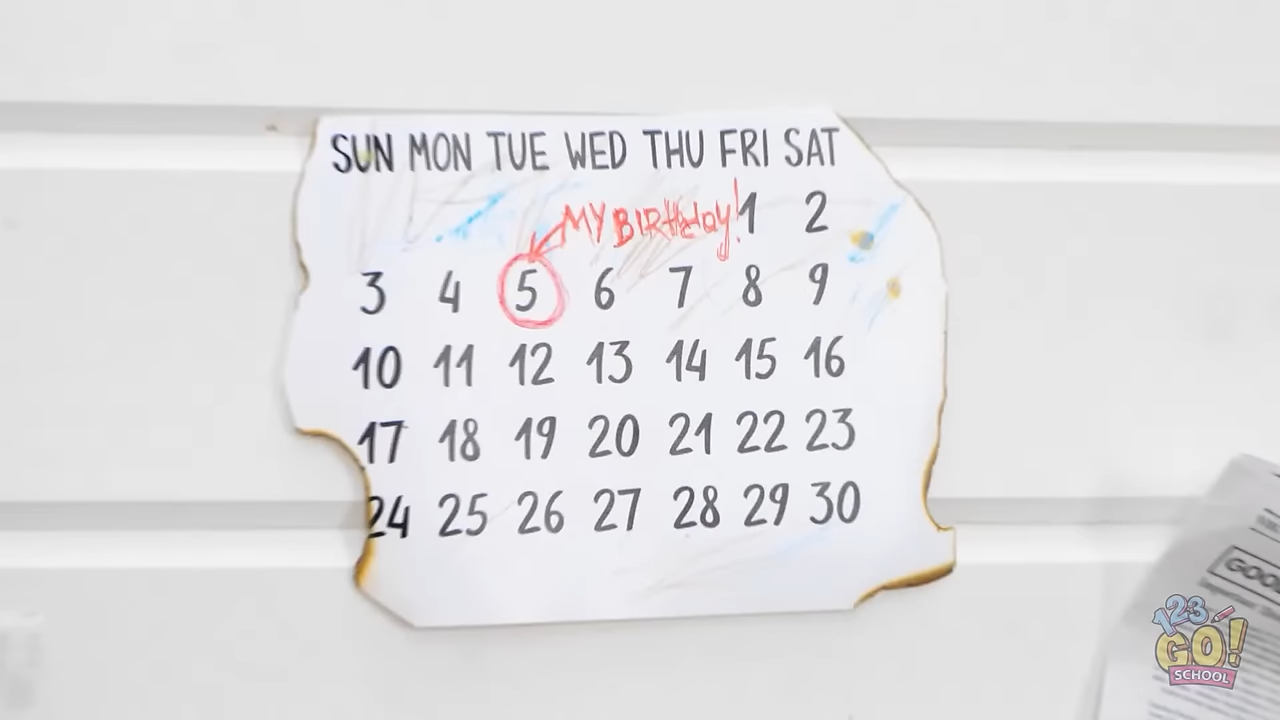 SUN MON TUE WED THU FRI SAT
MY BIRthday!
1 2
3 4 5 6 7 8 9
10 11 12 13 14 15 16
17 18 19 20 21 22 23
24 25 26 27 28 29 30
GOO
123
GO!
SCHOOL